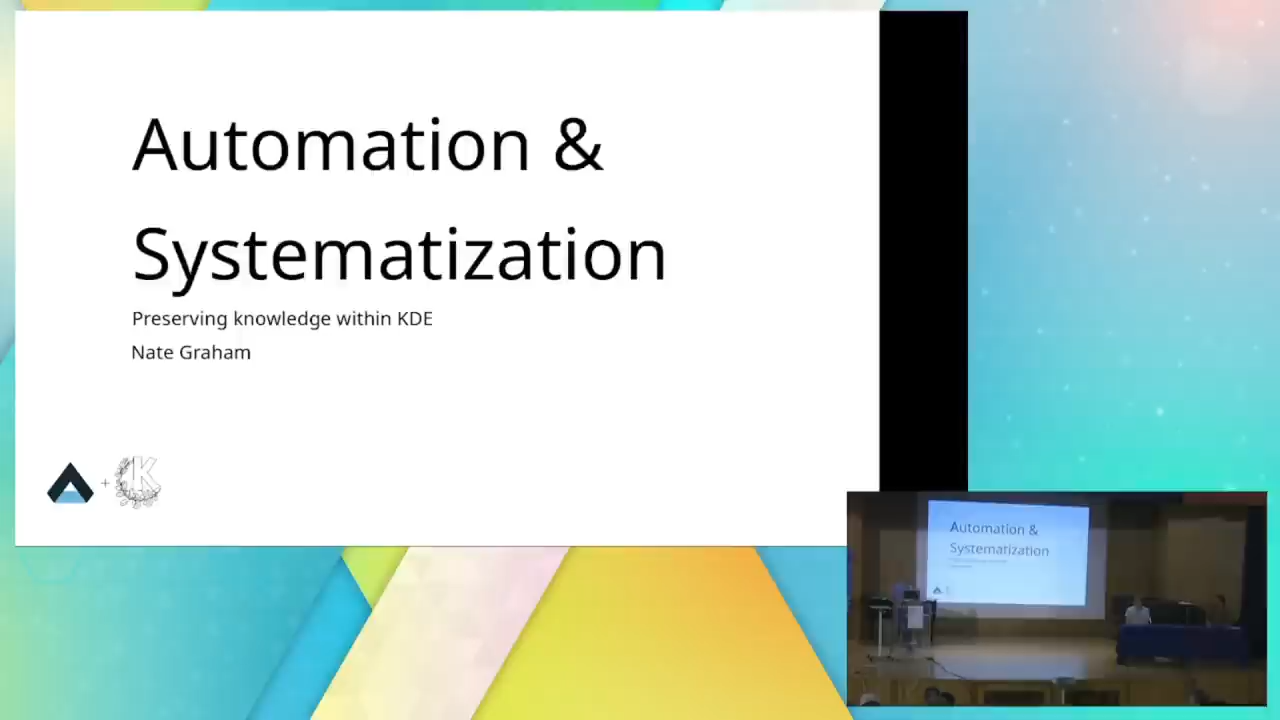 Automation &
Systematization
Preserving knowledge within KDE
Nate Graham
+ K
Automation &
Systematization